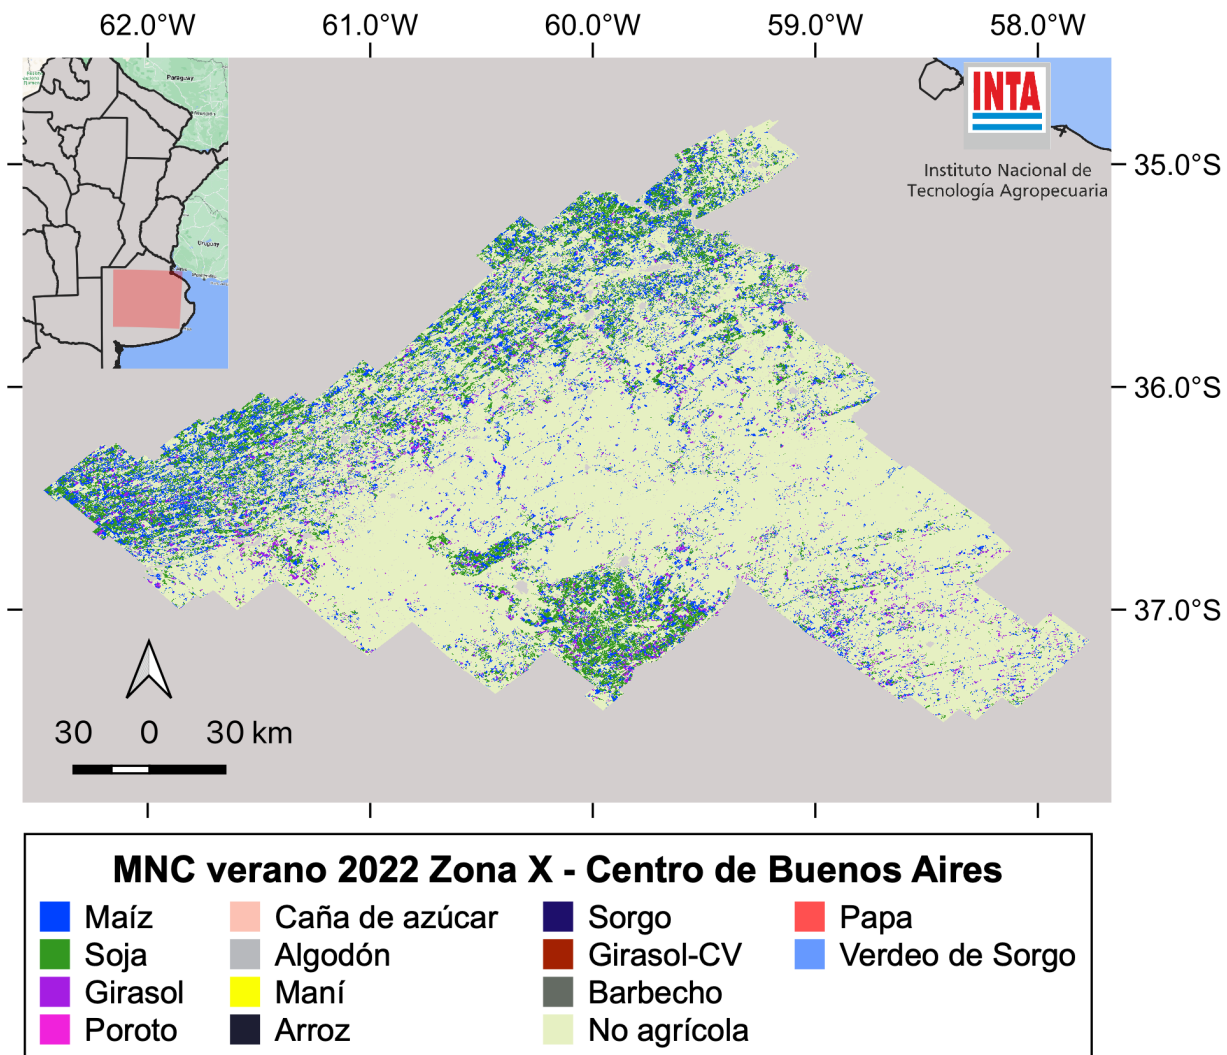 62.0°W 61.0°W 60.0°W 59.0°W 58.0°W
Paraguay
Uruguay
INTA
Instituto Nacional de
Tecnología Agropecuaria
35.0°S
36.0°S
37.0°S
30 0 30 km
MNC verano 2022 Zona X - Centro de Buenos Aires
Maíz Caña de azúcar Sorgo Papa
Soja Algodón Girasol-CV Verdeo de Sorgo
Girasol Maní Barbecho
Poroto Arroz No agrícola